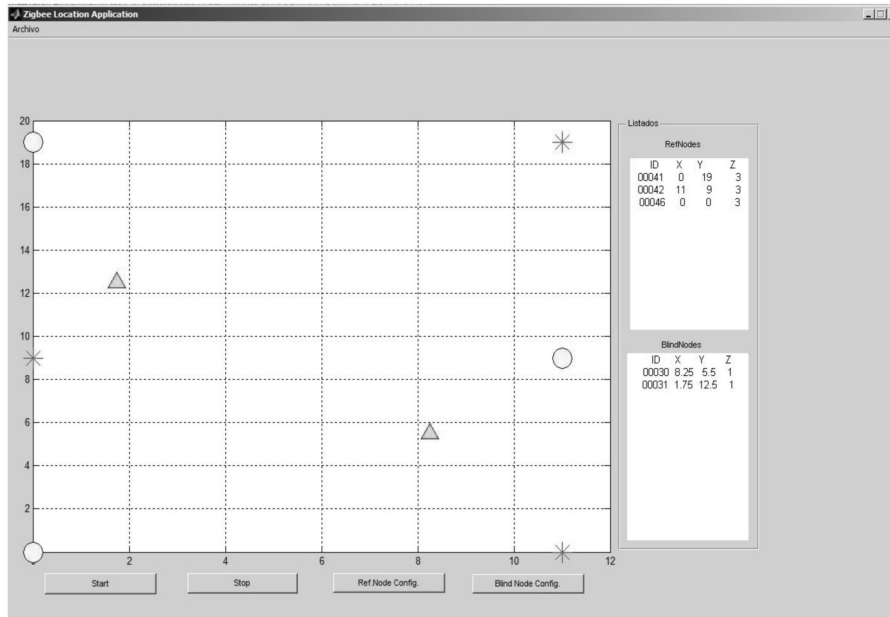 Zigbee Location Application
Archivo
20
18
16
14
12
10
8
6
4
2
2 4 6 8 10 12
Listados
RefNodes
ID X Y Z
00041 0 19 3
00042 11 9 3
00046 0 0 3
BlindNodes
ID X Y Z
00030 8.25 5.5 1
00031 1.75 12.5 1
Start Stop Ref.Node Config. Blind Node Config.